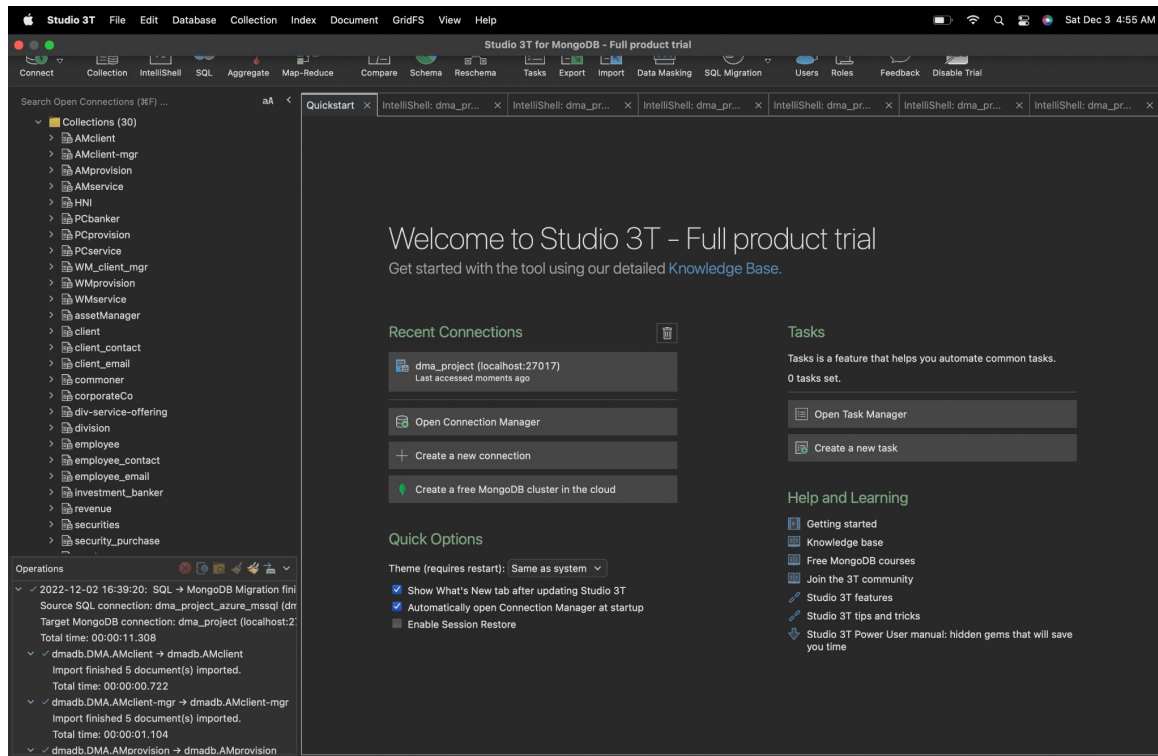 Studio 3T File Edit Database Collection Index Document GridFS View Help
Sat Dec 3 4:55 AM
Studio 3T for MongoDB - Full product trial
Connect Collection IntelliShell SQL Aggregate Map-Reduce Compare Schema Reschema Tasks Export Import Data Masking SQL Migration Users Roles Feedback Disable Trial
Search Open Connections (⌘F) ... aA
Quickstart × IntelliShell: dma_pr... × IntelliShell: dma_pr... × IntelliShell: dma_pr... × IntelliShell: dma_pr... × IntelliShell: dma_pr... × IntelliShell: dma_pr... ×
Collections (30)
AMclient
AMclient-mgr
AMprovision
AMservice
HNI
PCbanker
PCprovision
PCservice
WM_client_mgr
WMprovision
WMservice
assetManager
client
client_contact
client_email
commoner
corporateCo
div-service-offering
division
employee
employee_contact
employee_email
investment_banker
revenue
securities
security_purchase
Operations
2022-12-02 16:39:20: SQL → MongoDB Migration fini
Source SQL connection: dma_project_azure_mssql (dm
Target MongoDB connection: dma_project (localhost:27
Total time: 00:00:11.308
dmadb.DMA.AMclient → dmadb.AMclient
Import finished 5 document(s) imported.
Total time: 00:00:00.722
dmadb.DMA.AMclient-mgr → dmadb.AMclient-mgr
Import finished 5 document(s) imported.
Total time: 00:00:01.104
dmadb.DMA.AMprovision → dmadb.AMprovision
Welcome to Studio 3T - Full product trial
Get started with the tool using our detailed Knowledge Base.
Recent Connections
dma_project (localhost:27017)
Last accessed moments ago
Open Connection Manager
Create a new connection
Create a free MongoDB cluster in the cloud
Quick Options
Theme (requires restart): Same as system
Show What's New tab after updating Studio 3T
Automatically open Connection Manager at startup
Enable Session Restore
Tasks
Tasks is a feature that helps you automate common tasks.
0 tasks set.
Open Task Manager
Create a new task
Help and Learning
Getting started
Knowledge base
Free MongoDB courses
Join the 3T community
Studio 3T features
Studio 3T tips and tricks
Studio 3T Power User manual: hidden gems that will save
you time